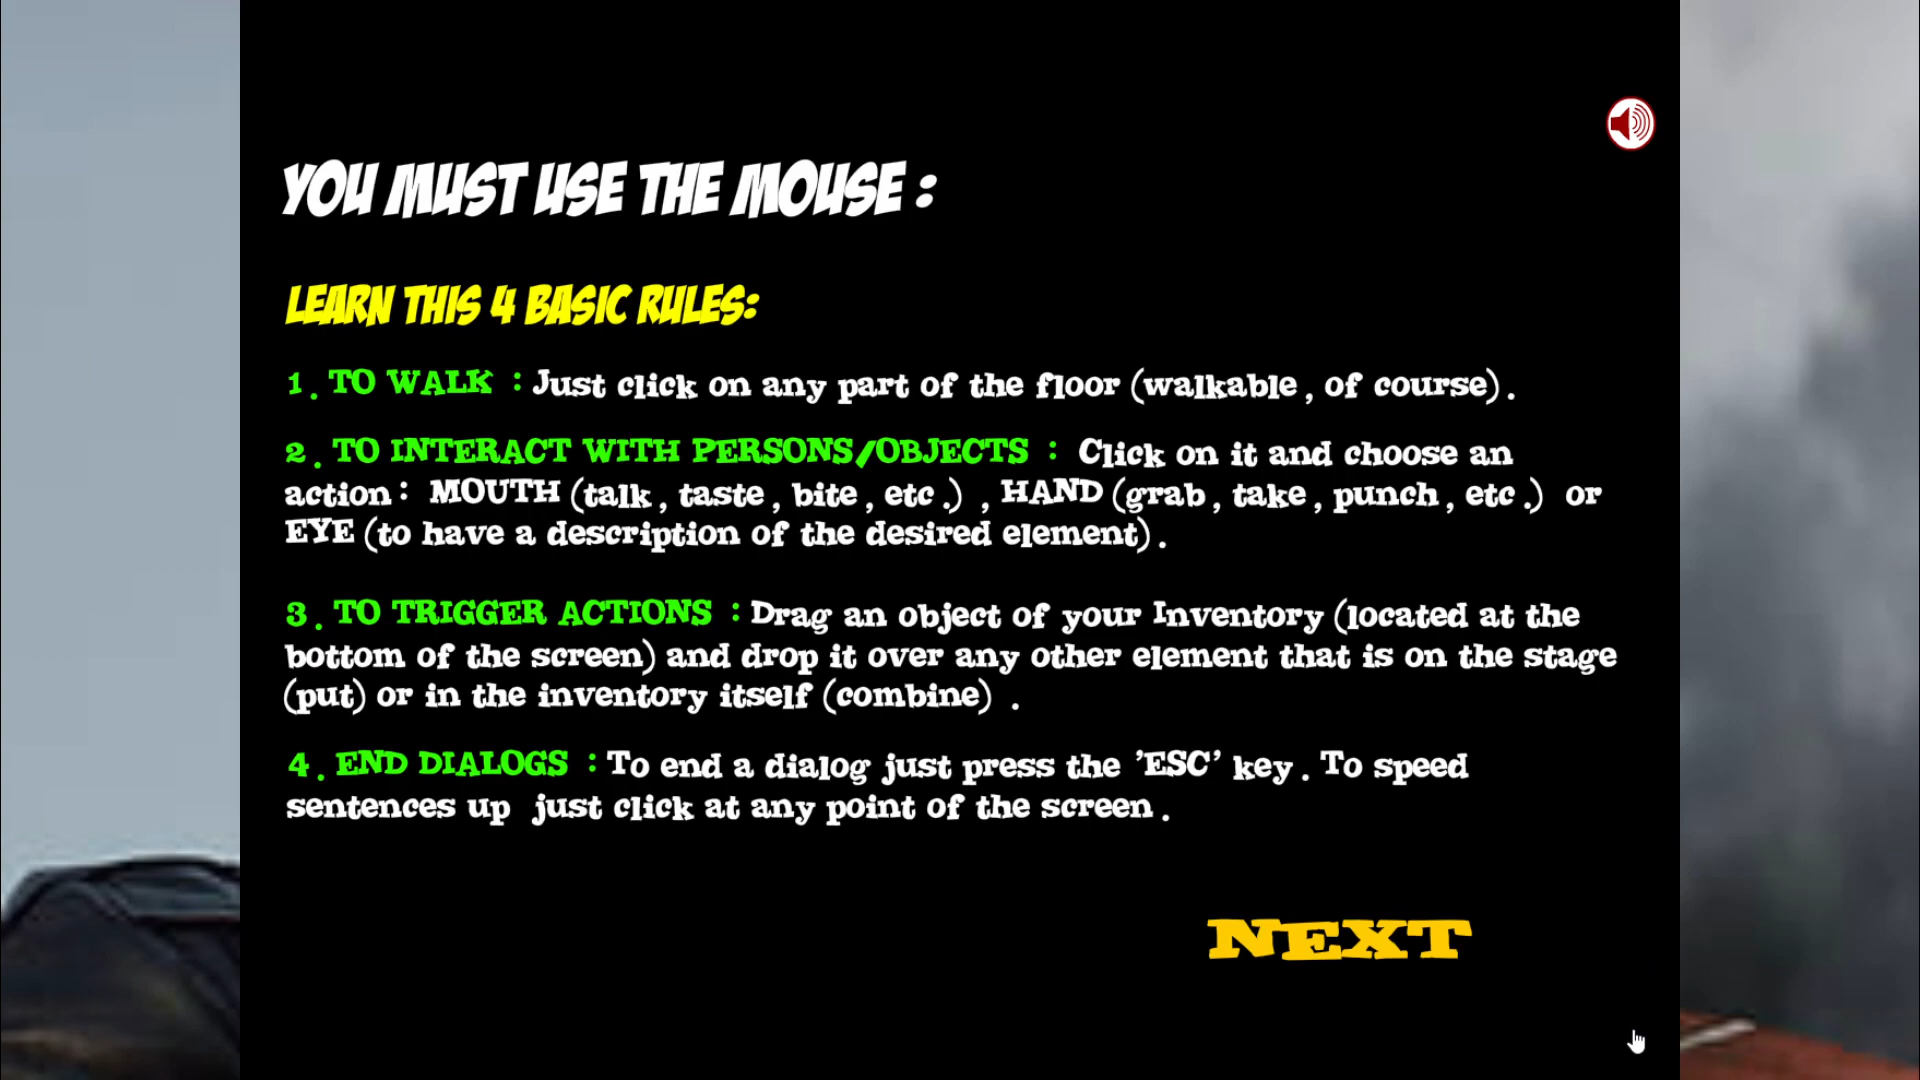 YOU MUST USE THE MOUSE :
LEARN THIS 4 BASIC RULES:
1. TO WALK : Just click on any part of the floor (walkable, of course).
2. TO INTERACT WITH PERSONS/OBJECTS : Click on it and choose an
action: MOUTH (talk, taste, bite, etc.) , HAND (grab, take, punch, etc.) or
EYE (to have a description of the desired element).
3. TO TRIGGER ACTIONS : Drag an object of your Inventory (located at the
bottom of the screen) and drop it over any other element that is on the stage
(put) or in the inventory itself (combine) .
4. END DIALOGS : To end a dialog just press the 'ESC' key. To speed
sentences up just click at any point of the screen.
NEXT